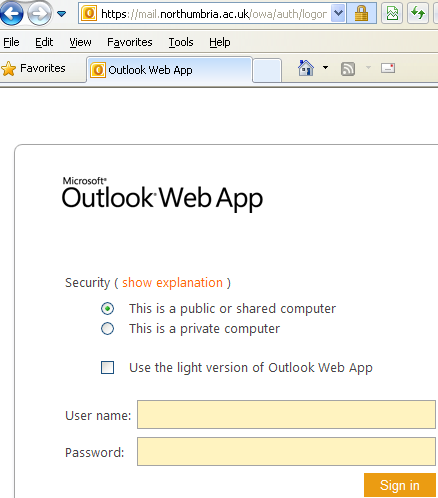 https://mail.northumbria.ac.uk/owa/auth/logor
File Edit View Favorites Tools Help
Favorites Outlook Web App
Microsoft®
Outlook® Web App
Security ( show explanation )
This is a public or shared computer
This is a private computer
Use the light version of Outlook Web App
User name:
Password:
Sign in